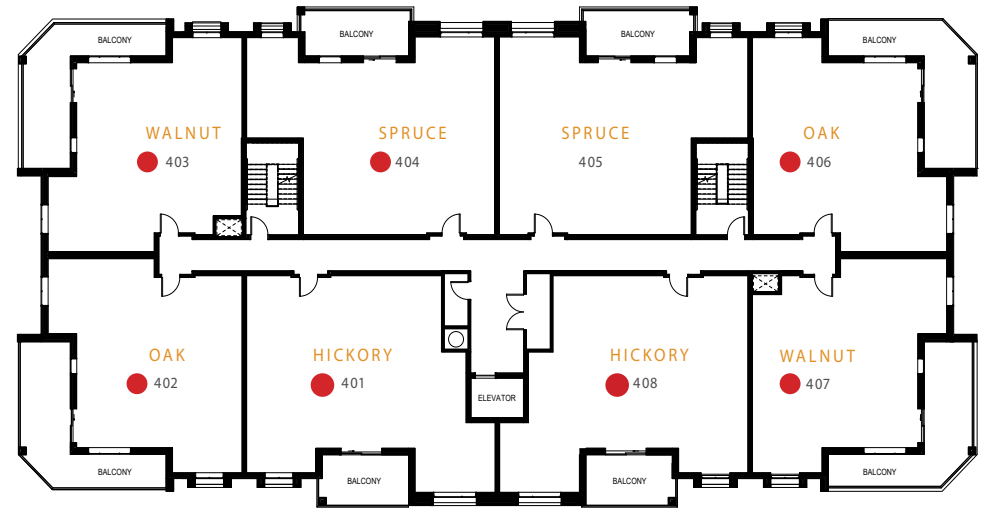 BALCONY
BALCONY
BALCONY
BALCONY
WALNUT
403
SPRUCE
404
SPRUCE
405
OAK
406
OAK
402
HICKORY
401
HICKORY
408
WALNUT
407
ELEVATOR
BALCONY
BALCONY
BALCONY
BALCONY